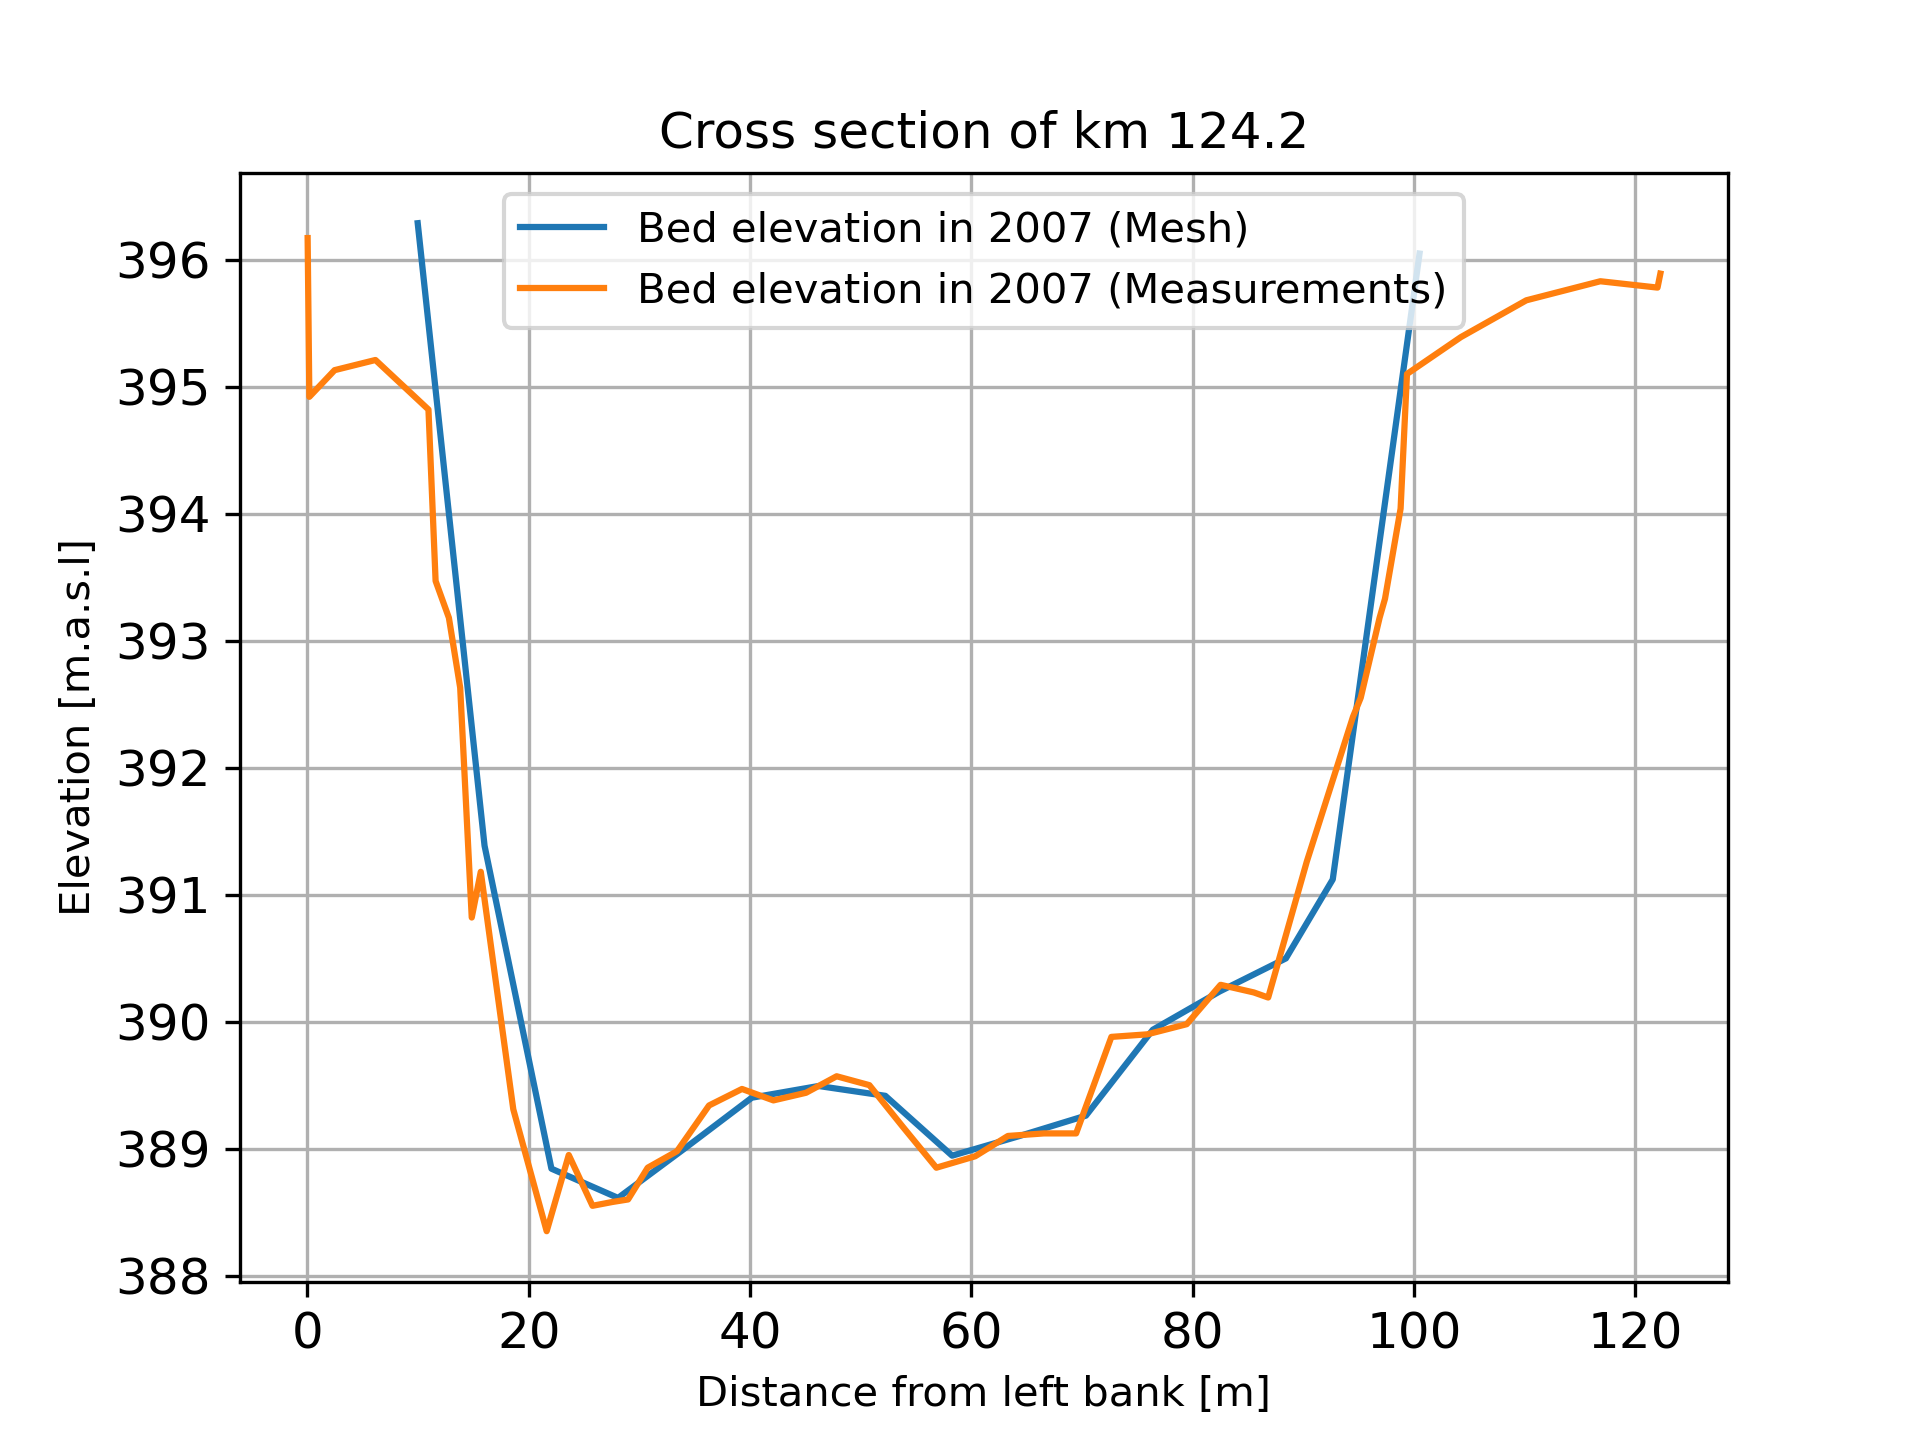 Cross section of km 124.2
Bed elevation in 2007 (Mesh)
Bed elevation in 2007 (Measurements)
Elevation [m.a.s.l]
396
395
394
393
392
391
390
389
388
0 20 40 60 80 100 120
Distance from left bank [m]